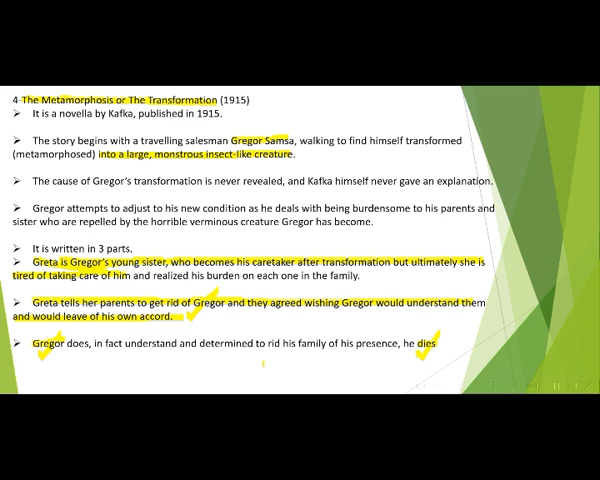 4-The Metamorphosis or The Transformation (1915)
➢ It is a novella by Kafka, published in 1915.
➢ The story begins with a travelling salesman Gregor Samsa, walking to find himself transformed
(metamorphosed) into a large, monstrous insect-like creature.
➢ The cause of Gregor's transformation is never revealed, and Kafka himself never gave an explanation.
➢ Gregor attempts to adjust to his new condition as he deals with being burdensome to his parents and
sister who are repelled by the horrible verminous creature Gregor has become.
➢ It is written in 3 parts.
➢ Greta is Gregor's young sister, who becomes his caretaker after transformation but ultimately she is
tired of taking care of him and realized his burden on each one in the family.
➢ Greta tells her parents to get rid of Gregor and they agreed wishing Gregor would understand them
and would leave of his own accord.
➢ Gregor does, in fact understand and determined to rid his family of his presence, he dies